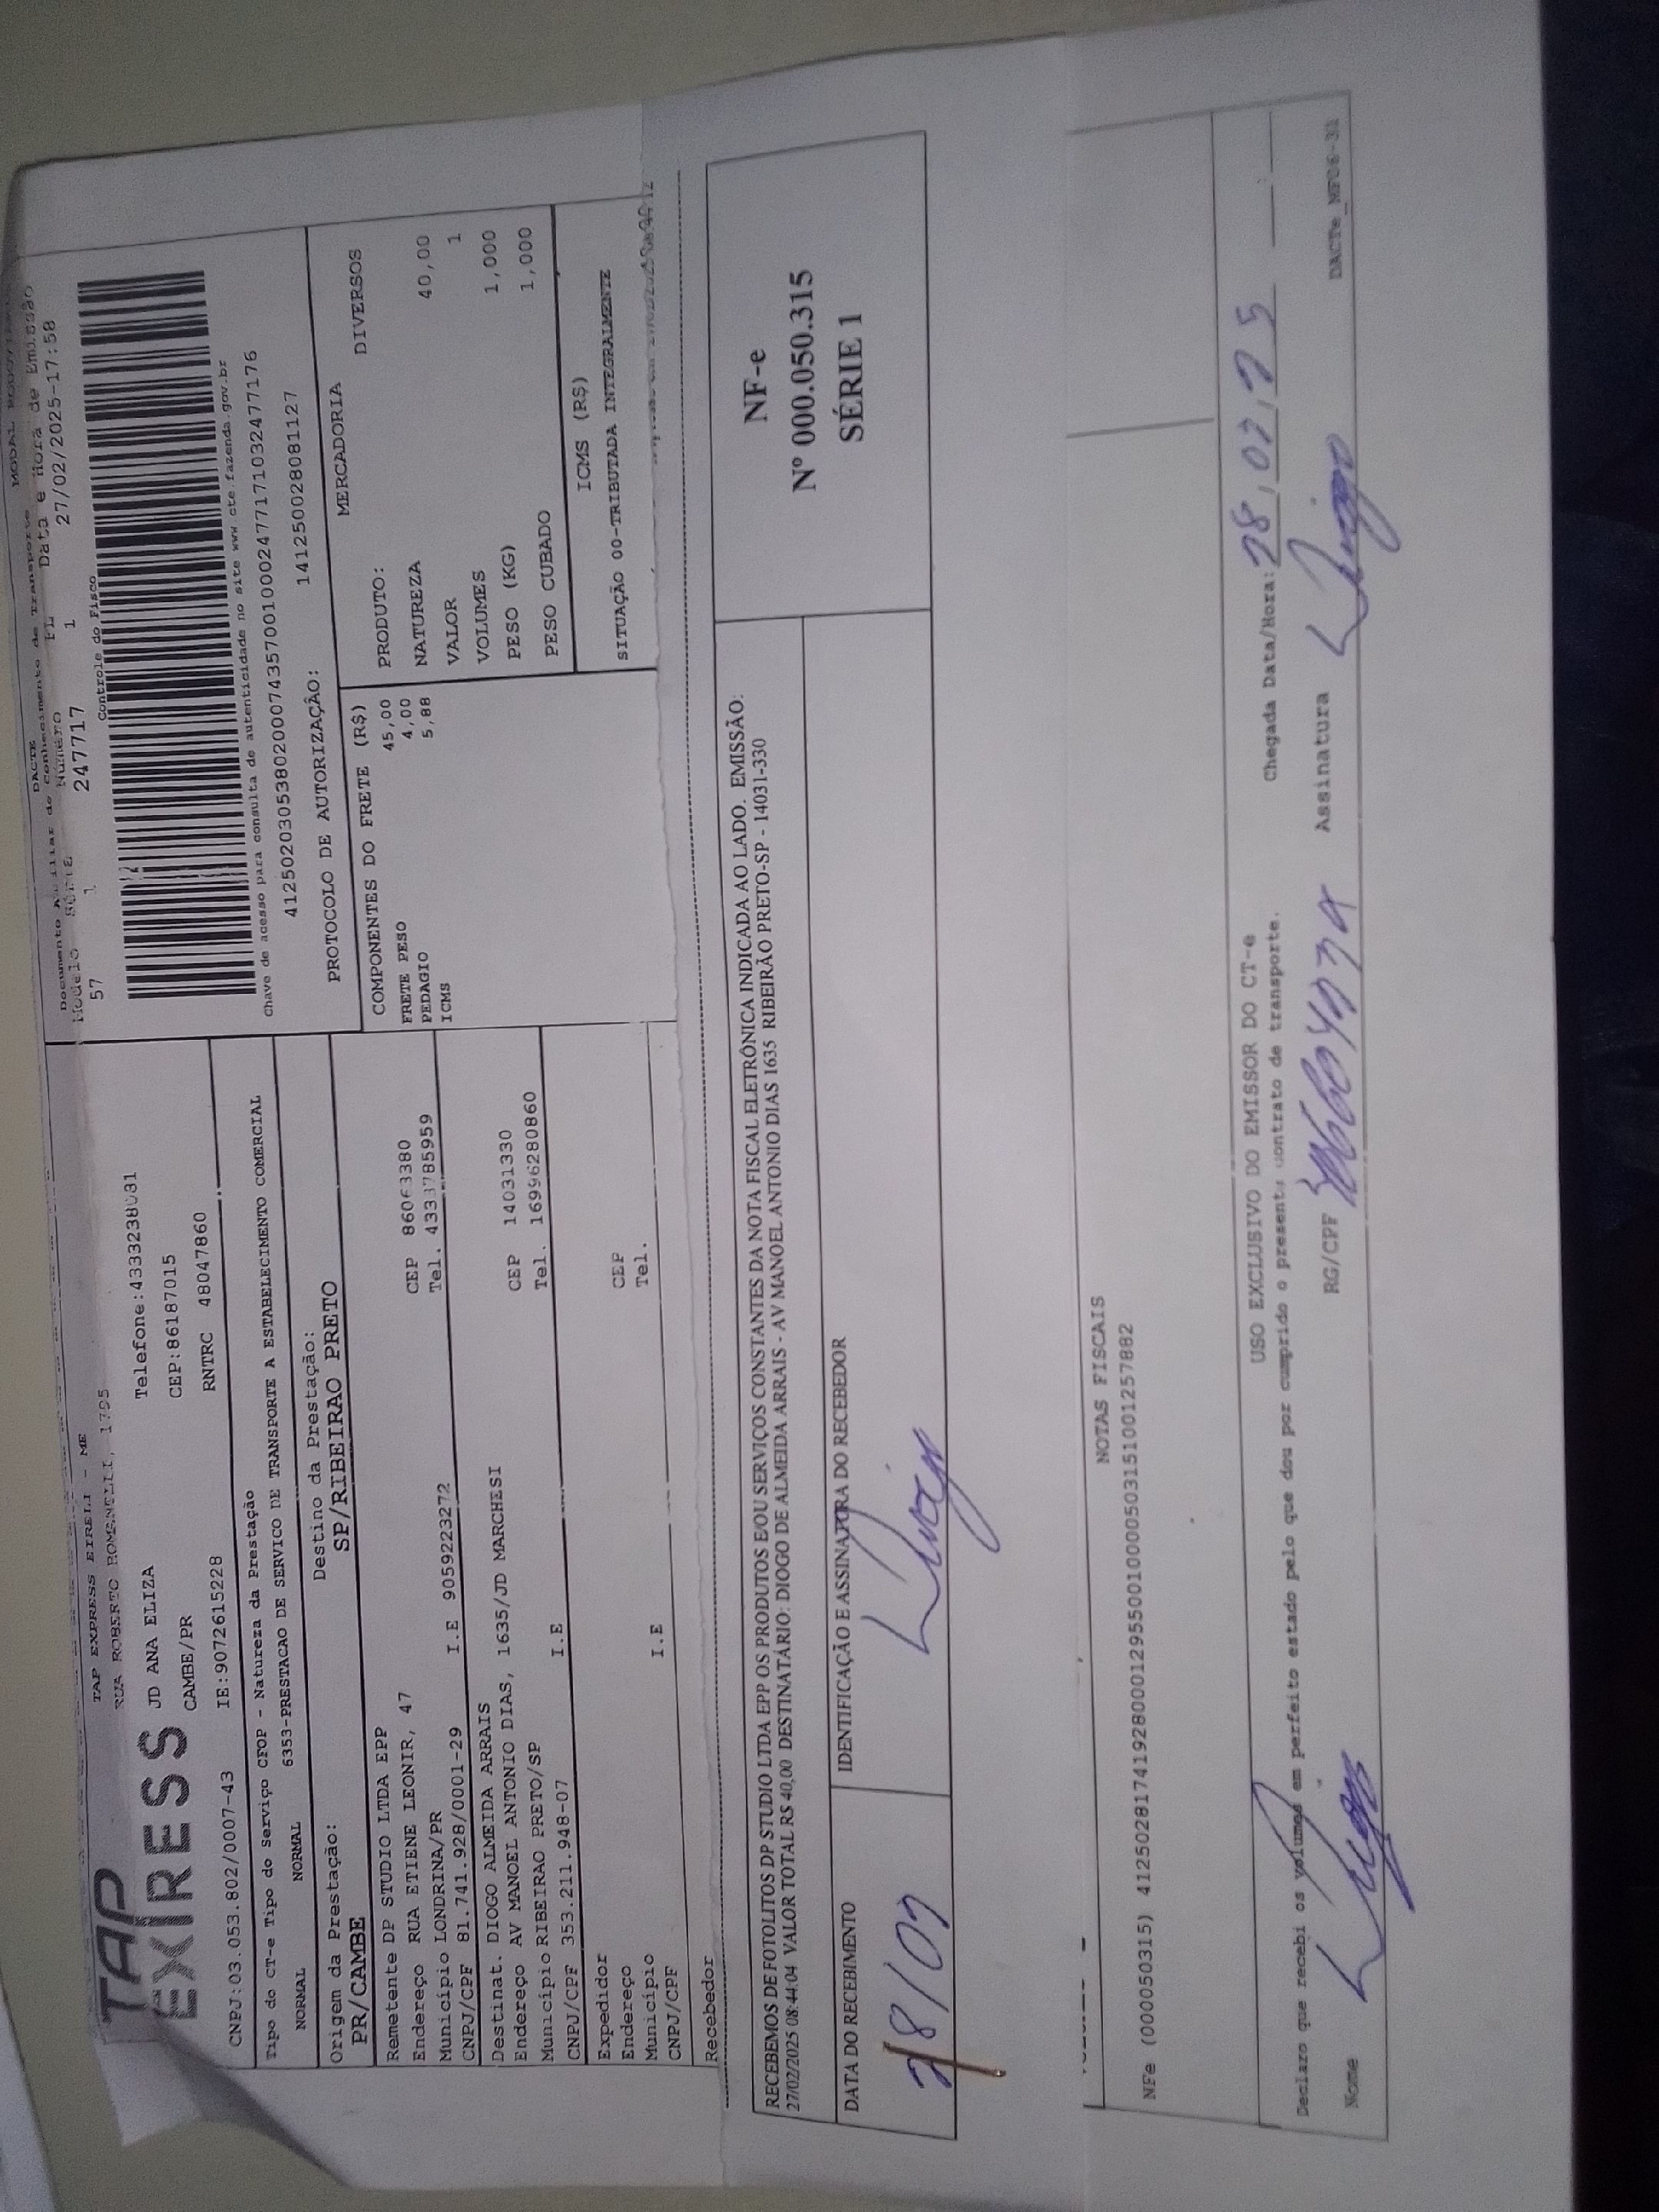 TAP
EXPRESS
TAP EXPRESS EIRELI - ME
RUA ROBERTO ROMANELLI, 1795
JD ANA ELIZA
CAMBE/PR
CEP:86187015
CNPJ:03.053.802/0007-43 IE:9072615228 RNTRC 48047860
DACTE
Documento Auxiliar do Conhecimento de Transporte
Modelo Série Número FL Data e Hora de Emissão
57 1 247717 1 1 27/02/2025-17:58
Controle do Fisco
chave de acesso para consulta de autenticidade no site www cte.fazenda.gov.br
41250203053802000743570010002477171032477176
PROTOCOLO DE AUTORIZAÇÃO: 141250028081127
Tipo do CT-e Tipo do Serviço CFOP - Natureza da Prestação
NORMAL NORMAL 6353-PRESTACAO DE SERVICO DE TRANSPORTE A ESTABELECIMENTO COMERCIAL
Origem da Prestação: Destino da Prestação:
PR/CAMBE SP/RIBEIRAO PRETO
Remetente DP STUDIO LTDA EPP
Endereço RUA ETIENE LEONIR, 47 CEP 86063380
Município LONDRINA/PR Tel. 4333785959
CNPJ/CPF 81.741.928/0001-29 I.E 9059223272
Destinat. DIOGO ALMEIDA ARRAIS
Endereço AV MANOEL ANTONIO DIAS, 1635/JD MARCHESI CEP 14031330
Município RIBEIRAO PRETO/SP Tel. 16996280860
CNPJ/CPF 353.211.948-07 I.E
Expedidor
Endereço CEP
Município Tel.
CNPJ/CPF I.E
Recebedor
COMPONENTES DO FRETE (R$)
FRETE PESO 45,00
PEDAGIO 4,00
ICMS 5,88
MERCADORIA
PRODUTO: DIVERSOS
NATUREZA
VALOR 40,00
VOLUMES 1
PESO (KG) 1,000
PESO CUBADO 1,000
ICMS (R$)
SITUAÇÃO 00-TRIBUTADA INTEGRALMENTE
RECEBEMOS DE FOTOLITOS DP STUDIO LTDA EPP OS PRODUTOS E/OU SERVIÇOS CONSTANTES DA NOTA FISCAL ELETRÔNICA INDICADA AO LADO. EMISSÃO:
27/02/2025 08:44:04 VALOR TOTAL R$ 40,00 DESTINATÁRIO: DIOGO DE ALMEIDA ARRAIS - AV MANOEL ANTONIO DIAS 1635 RIBEIRÃO PRETO-SP - 14031-330
DATA DO RECEBIMENTO IDENTIFICAÇÃO E ASSINATURA DO RECEBEDOR
28/02
NF-e
Nº 000.050.315
SÉRIE 1
NOTAS FISCAIS
NFe (000050315) 41250281741928000129550010000503151001257882
USO EXCLUSIVO DO EMISSOR DO CT-e
Declaro que recebi os volumes em perfeito estado pelo que dou por cumprido o presente contrato de transporte. Chegada Data/Hora: 28,02,25
Nome RG/CPF Assinatura
DACTe_MF06-30